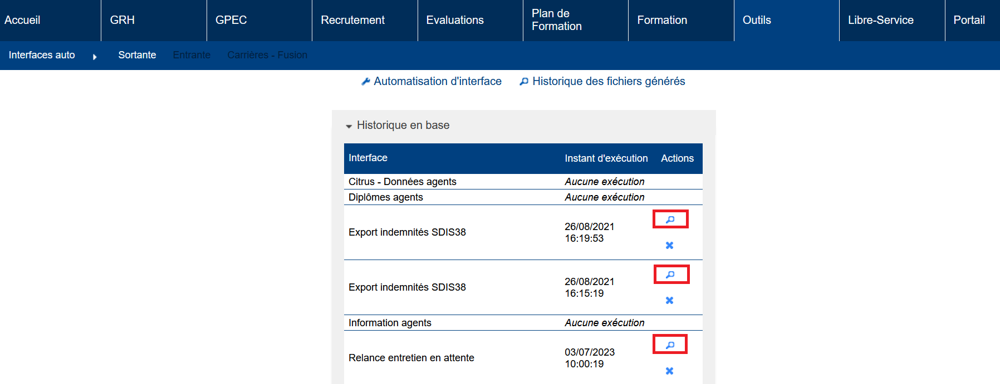 Accueil
GRH
GPEC
Recrutement
Evaluations
Plan de
Formation
Formation
Outils
Libre-Service
Portail
Interfaces auto
Sortante
Entrante
Carrières - Fusion
Automatisation d'interface
Historique des fichiers générés
Historique en base
Interface
Instant d'exécution
Actions
Citrus - Données agents
Aucune exécution
Diplômes agents
Aucune exécution
Export indemnités SDIS38
26/08/2021
16:19:53
Export indemnités SDIS38
26/08/2021
16:15:19
Information agents
Aucune exécution
Relance entretien en attente
03/07/2023
10:00:19